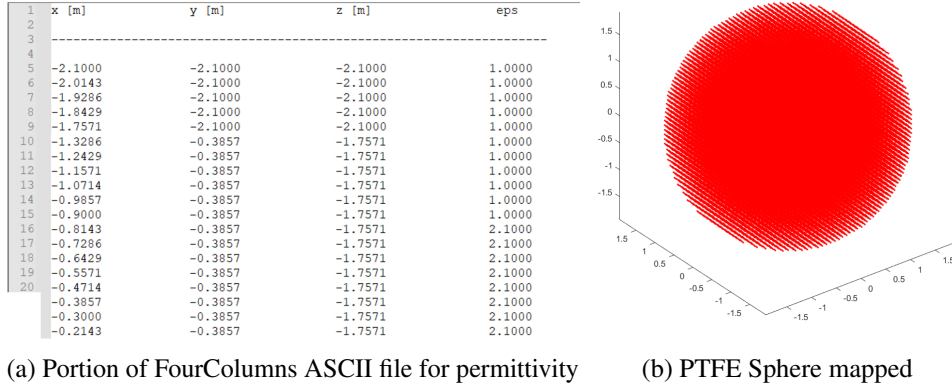 1 x [m] y [m] z [m] eps
2
3 ----------------------------------------------------------------
4
5 -2.1000 -2.1000 -2.1000 1.0000
6 -2.0143 -2.1000 -2.1000 1.0000
7 -1.9286 -2.1000 -2.1000 1.0000
8 -1.8429 -2.1000 -2.1000 1.0000
9 -1.7571 -2.1000 -2.1000 1.0000
10 -1.3286 -0.3857 -1.7571 1.0000
11 -1.2429 -0.3857 -1.7571 1.0000
12 -1.1571 -0.3857 -1.7571 1.0000
13 -1.0714 -0.3857 -1.7571 1.0000
14 -0.9857 -0.3857 -1.7571 1.0000
15 -0.9000 -0.3857 -1.7571 1.0000
16 -0.8143 -0.3857 -1.7571 2.1000
17 -0.7286 -0.3857 -1.7571 2.1000
18 -0.6429 -0.3857 -1.7571 2.1000
19 -0.5571 -0.3857 -1.7571 2.1000
20 -0.4714 -0.3857 -1.7571 2.1000
-0.3857 -0.3857 -1.7571 2.1000
-0.3000 -0.3857 -1.7571 2.1000
-0.2143 -0.3857 -1.7571 2.1000
(a) Portion of FourColumns ASCII file for permittivity
1.5
1
0.5
0
-0.5
-1
-1.5
1.5
1
0.5
0
-0.5
-1
-1.5
-1.5
-1
-0.5
0
0.5
1
1.5
(b) PTFE Sphere mapped